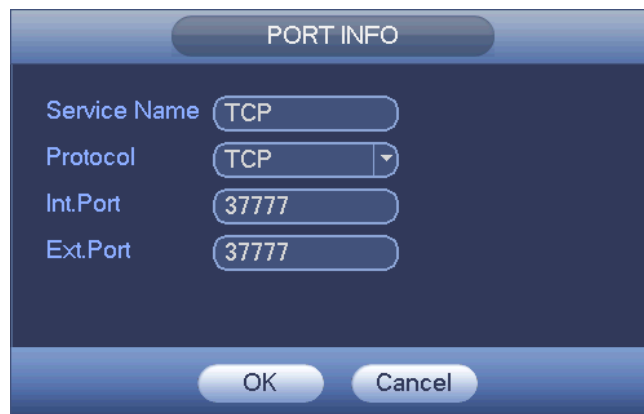 PORT INFO
Service Name TCP
Protocol TCP
Int.Port 37777
Ext.Port 37777
OK Cancel